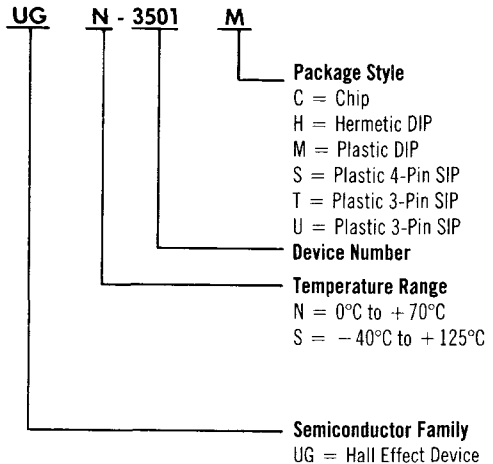 UG N - 3501 M
Package Style
C = Chip
H = Hermetic DIP
M = Plastic DIP
S = Plastic 4-Pin SIP
T = Plastic 3-Pin SIP
U = Plastic 3-Pin SIP
Device Number
Temperature Range
N = 0°C to +70°C
S = −40°C to +125°C
Semiconductor Family
UG = Hall Effect Device